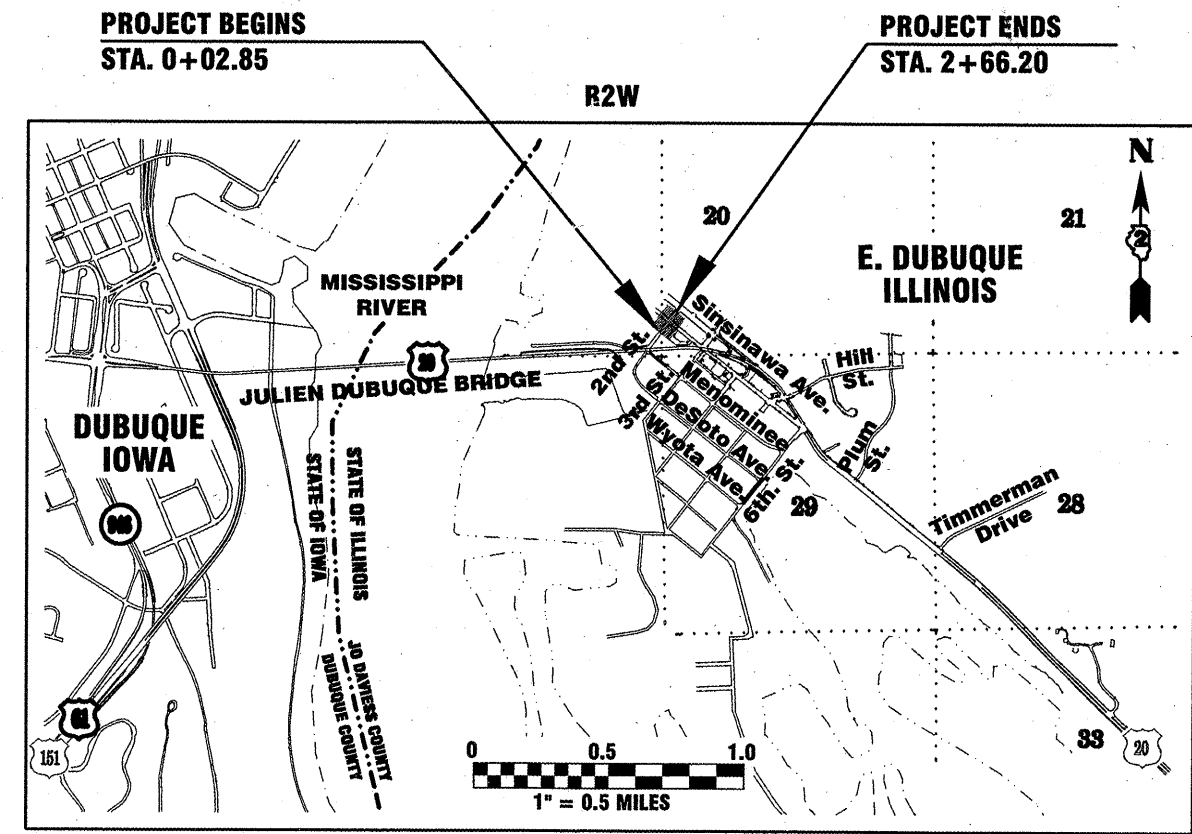 PROJECT BEGINS
STA. 0+02.85
PROJECT ENDS
STA. 2+66.20
R2W
N
2
20
21
E. DUBUQUE
ILLINOIS
MISSISSIPPI
RIVER
Sinsinawa Ave.
2nd St.
Hill
St.
20
JULIEN DUBUQUE BRIDGE
3rd St.
Menominee
DeSoto Ave.
Wyota Ave.
6th. St.
Plum
St.
DUBUQUE
IOWA
STATE OF IOWA
STATE OF ILLINOIS
29
Timmerman
Drive
28
946
JO DAVIESS COUNTY
DUBUQUE COUNTY
61
151
33
20
0 0.5 1.0
1" = 0.5 MILES